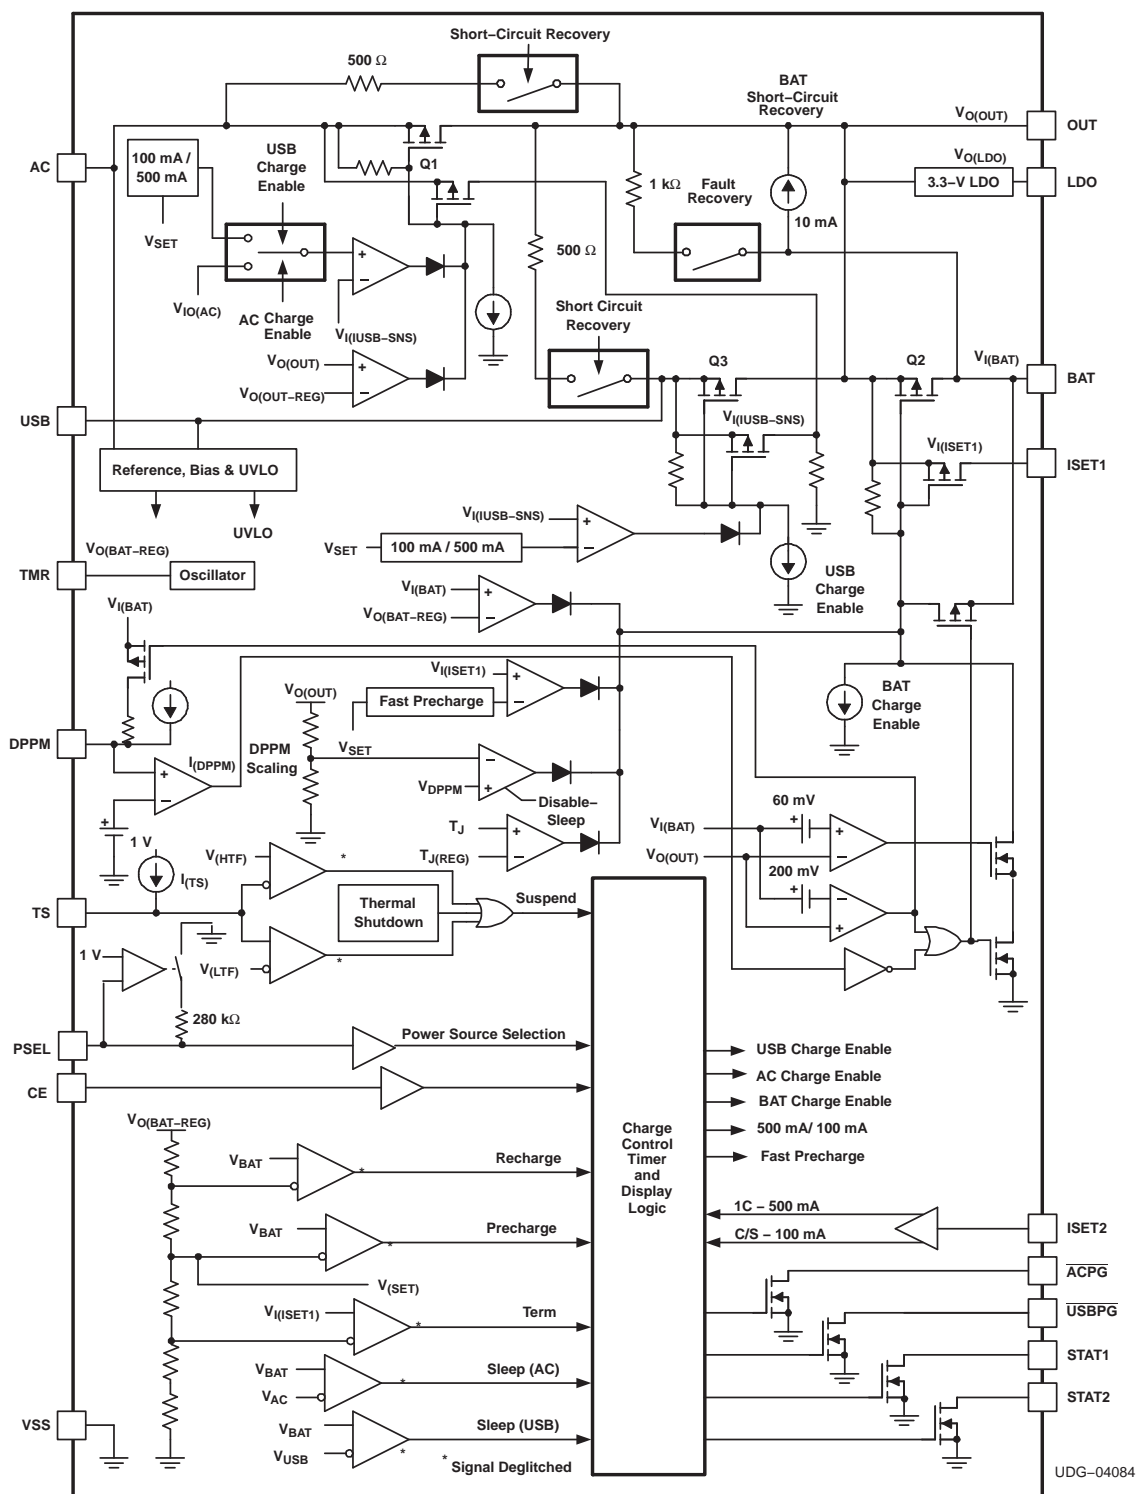 Short−Circuit Recovery
500 Ω
BAT
Short−Circuit
Recovery
VO(OUT)
OUT
AC
100 mA /
500 mA
USB
Charge
Enable
Q1
VO(LDO)
3.3−V LDO
LDO
1 kΩ
Fault
Recovery
10 mA
VSET
500 Ω
VIO(AC)
AC Charge
Enable
VI(IUSB−SNS)
Short Circuit
Recovery
VO(OUT)
VO(OUT−REG)
Q3
Q2
VI(BAT)
BAT
USB
VI(IUSB−SNS)
VI(ISET1)
ISET1
Reference, Bias & UVLO
UVLO
VI(IUSB−SNS)
VSET
100 mA / 500 mA
VO(BAT−REG)
TMR
Oscillator
USB
Charge
Enable
VI(BAT)
VO(BAT−REG)
VI(BAT)
VI(ISET1)
Fast Precharge
VO(OUT)
VSET
BAT
Charge
Enable
DPPM
DPPM
Scaling
I(DPPM)
VDPPM
Disable−
Sleep
1 V
TJ
TJ(REG)
60 mV
VI(BAT)
VO(OUT)
200 mV
V(HTF)
*
I(TS)
TS
Thermal
Shutdown
Suspend
1 V
V(LTF)
*
280 kΩ
PSEL
Power Source Selection
CE
USB Charge Enable
AC Charge Enable
BAT Charge Enable
500 mA/ 100 mA
Fast Precharge
Charge
Control
Timer
and
Display
Logic
VO(BAT−REG)
VBAT
*
Recharge
VBAT
*
Precharge
1C − 500 mA
C/S − 100 mA
ISET2
V(SET)
ACPG
VI(ISET1)
*
Term
USBPG
VBAT
VAC
*
Sleep (AC)
STAT1
STAT2
VSS
VBAT
VUSB
*
Sleep (USB)
* Signal Deglitched
UDG−04084